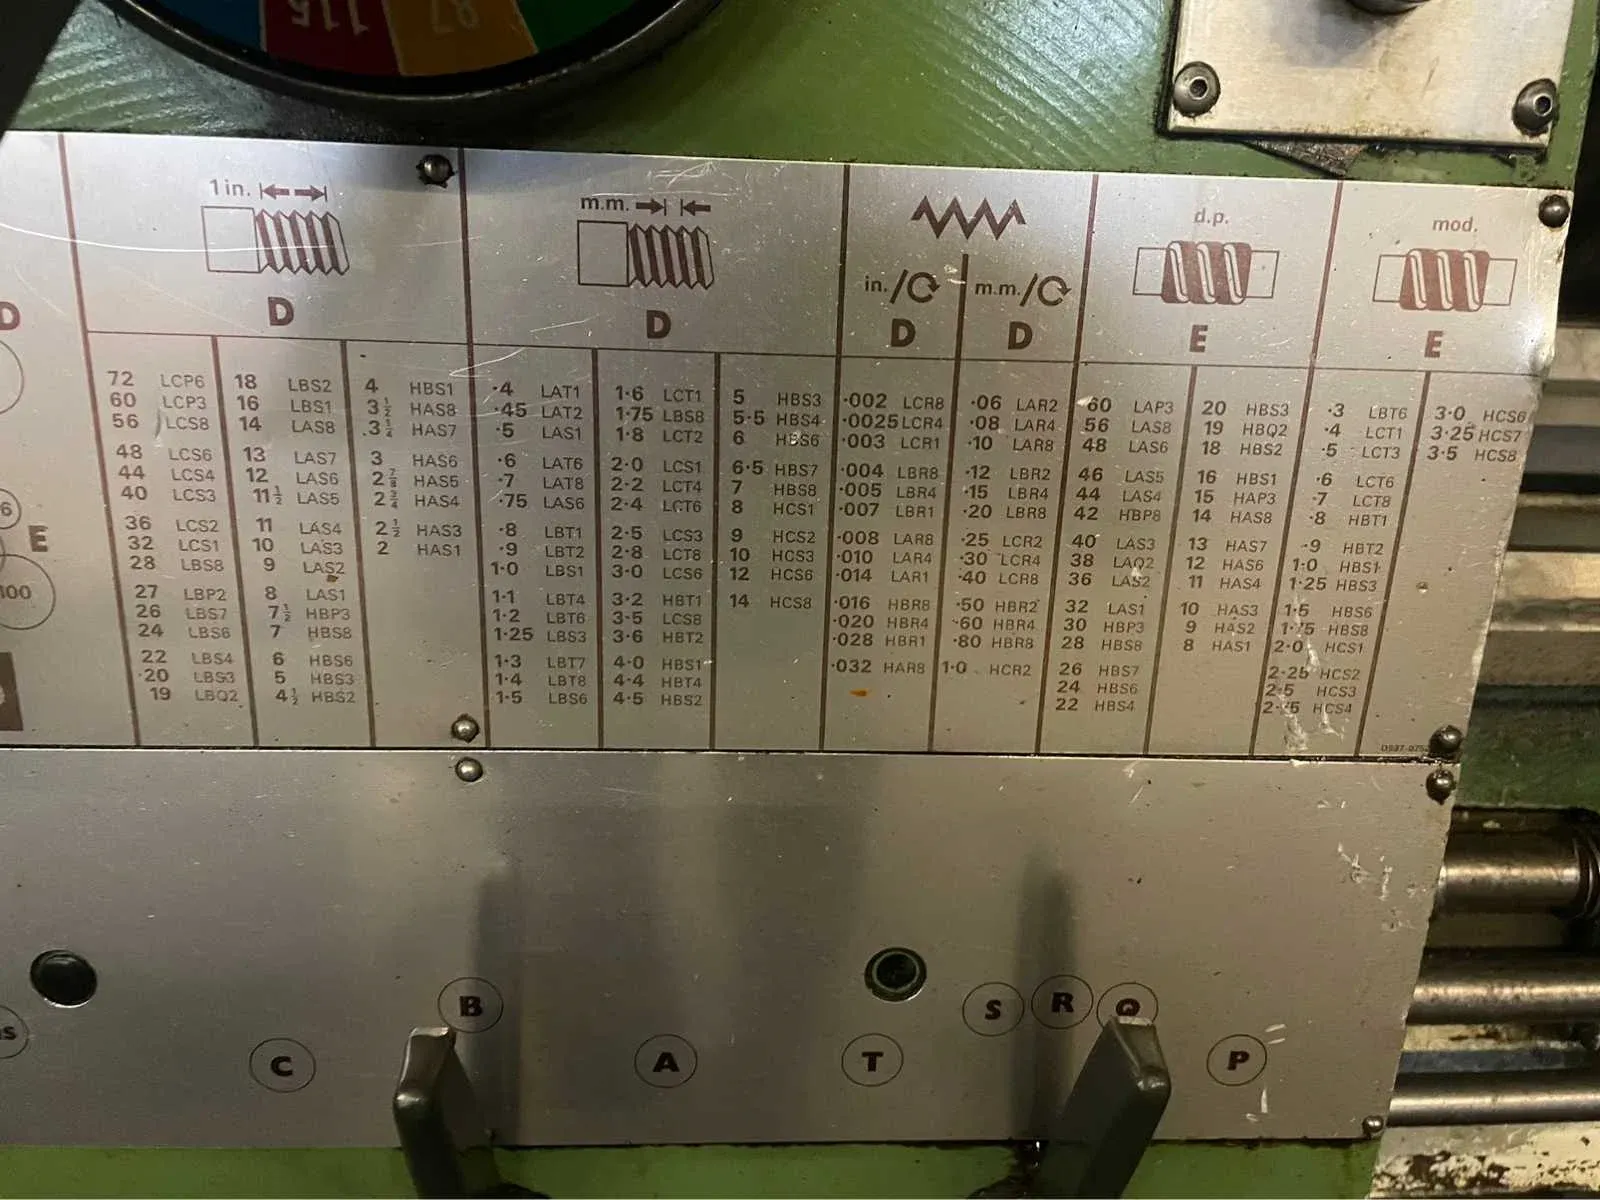 115
87
1 in.
D
72 LCP6
60 LCP3
56 LCS8
48 LCS6
44 LCS4
40 LCS3
36 LCS2
32 LCS1
28 LBS8
27 LBP2
26 LBS7
24 LBS6
22 LBS4
20 LBS3
19 LBQ2
18 LBS2
16 LBS1
14 LAS8
13 LAS7
12 LAS6
11½ LAS5
11 LAS4
10 LAS3
9 LAS2
8 LAS1
7½ HBP3
7 HBS8
6 HBS6
5 HBS3
4½ HBS2
4 HBS1
3½ HAS8
3¼ HAS7
3 HAS6
2⅞ HAS5
2¾ HAS4
2½ HAS3
2 HAS1
m.m.
D
·4 LAT1
·45 LAT2
·5 LAS1
·6 LAT6
·7 LAT8
·75 LAS6
·8 LBT1
·9 LBT2
1·0 LBS1
1·1 LBT4
1·2 LBT6
1·25 LBS3
1·3 LBT7
1·4 LBT8
1·5 LBS6
1·6 LCT1
1·75 LBS8
1·8 LCT2
2·0 LCS1
2·2 LCT4
2·4 LCT6
2·5 LCS3
2·8 LCT8
3·0 LCS6
3·2 HBT1
3·5 LCS8
3·6 HBT2
4·0 HBS1
4·4 HBT4
4·5 HBS2
5 HBS3
5·5 HBS4
6 HBS6
6·5 HBS7
7 HBS8
8 HCS1
9 HCS2
10 HCS3
12 HCS6
14 HCS8
in./
D
·002 LCR8
·0025 LCR4
·003 LCR1
·004 LBR8
·005 LBR4
·007 LBR1
·008 LAR8
·010 LAR4
·014 LAR1
·016 HBR8
·020 HBR4
·028 HBR1
·032 HAR8
m.m./
D
·06 LAR2
·08 LAR4
·10 LAR8
·12 LBR2
·15 LBR4
·20 LBR8
·25 LCR2
·30 LCR4
·40 LCR8
·50 HBR2
·60 HBR4
·80 HBR8
1·0 HCR2
d.p.
E
60 LAP3
56 LAS8
48 LAS6
46 LAS5
44 LAS4
42 HBP8
40 LAS3
38 LAQ2
36 LAS2
32 LAS1
30 HBP3
28 HBS8
26 HBS7
24 HBS6
22 HBS4
20 HBS3
19 HBQ2
18 HBS2
16 HBS1
15 HAP3
14 HAS8
13 HAS7
12 HAS6
11 HAS4
10 HAS3
9 HAS2
8 HAS1
mod.
E
·3 LBT6
·4 LCT1
·5 LCT3
·6 LCT6
·7 LCT8
·8 HBT1
·9 HBT2
1·0 HBS1
1·25 HBS3
1·5 HBS6
1·75 HBS8
2·0 HCS1
2·25 HCS2
2·5 HCS3
2·75 HCS4
3·0 HCS6
3·25 HCS7
3·5 HCS8
D
6
E
100
C
B
A
T
S
R
Q
P